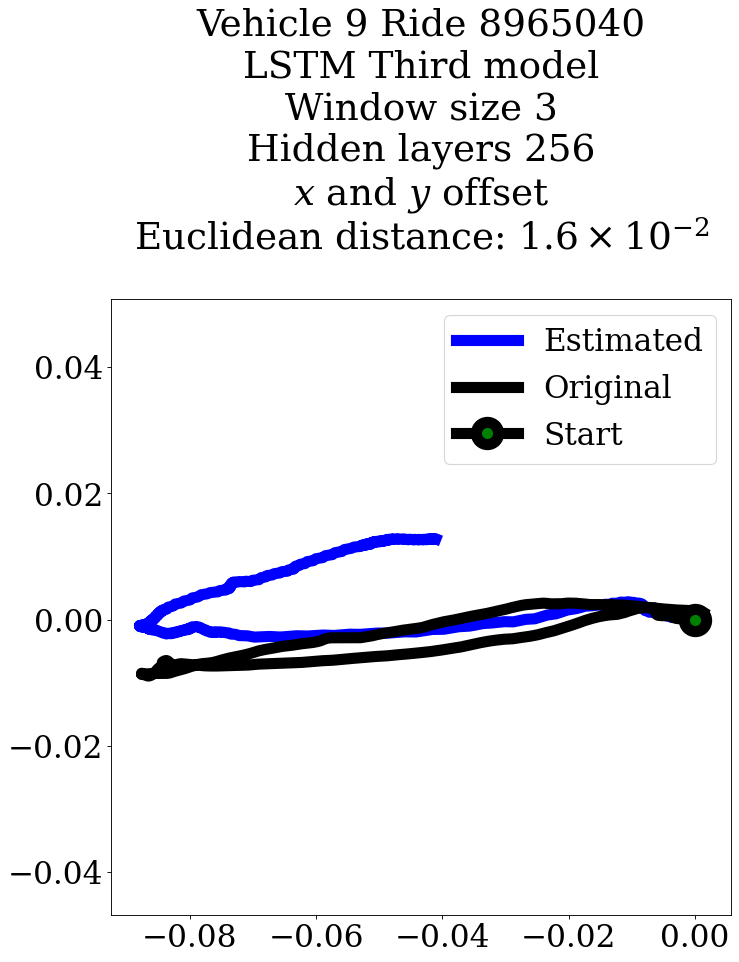 Vehicle 9 Ride 8965040
LSTM Third model
Window size 3
Hidden layers 256
x and y offset
Euclidean distance: 1.6 × 10⁻²
Estimated
Original
Start
0.04
0.02
0.00
−0.02
−0.04
−0.08 −0.06 −0.04 −0.02 0.00